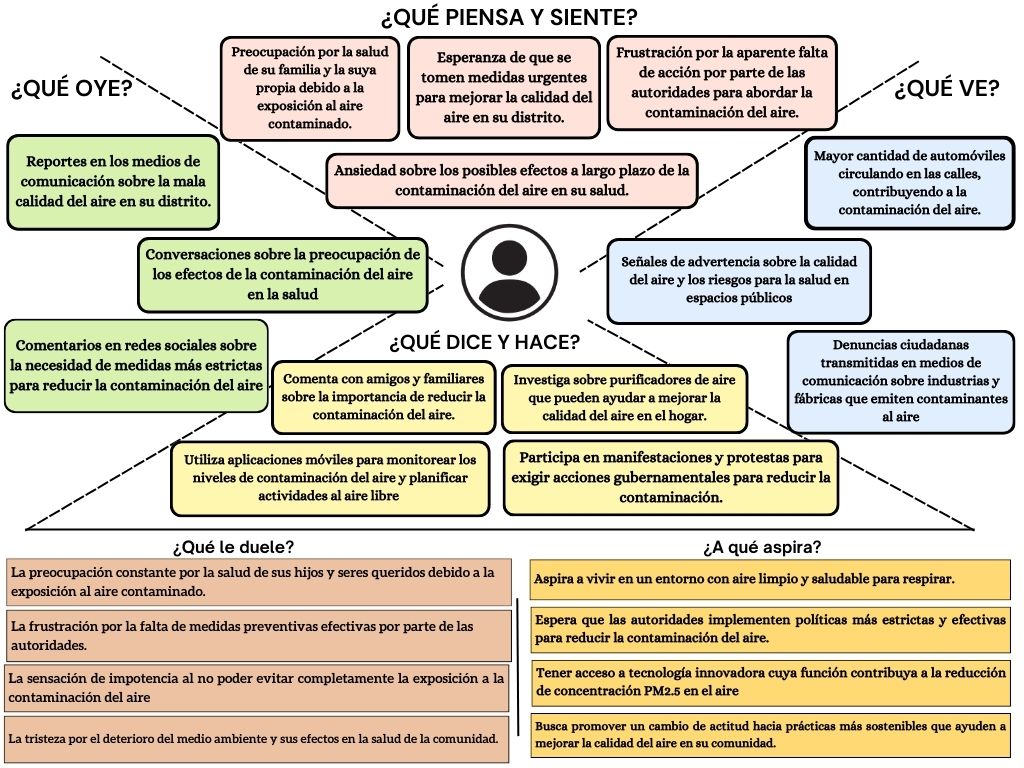 ¿QUÉ PIENSA Y SIENTE?
Preocupación por la salud
de su familia y la suya
propia debido a la
exposición al aire
contaminado.
Esperanza de que se
tomen medidas urgentes
para mejorar la calidad del
aire en su distrito.
Frustración por la aparente falta
de acción por parte de las
autoridades para abordar la
contaminación del aire.
Ansiedad sobre los posibles efectos a largo plazo de la
contaminación del aire en su salud.
¿QUÉ OYE?
Reportes en los medios de
comunicación sobre la mala
calidad del aire en su distrito.
Conversaciones sobre la preocupación de
los efectos de la contaminación del aire
en la salud
Comentarios en redes sociales sobre
la necesidad de medidas más estrictas
para reducir la contaminación del aire
¿QUÉ VE?
Mayor cantidad de automóviles
circulando en las calles,
contribuyendo a la
contaminación del aire.
Señales de advertencia sobre la calidad
del aire y los riesgos para la salud en
espacios públicos
Denuncias ciudadanas
transmitidas en medios de
comunicación sobre industrias y
fábricas que emiten contaminantes
al aire
¿QUÉ DICE Y HACE?
Comenta con amigos y familiares
sobre la importancia de reducir la
contaminación del aire.
Investiga sobre purificadores de aire
que pueden ayudar a mejorar la
calidad del aire en el hogar.
Utiliza aplicaciones móviles para monitorear los
niveles de contaminación del aire y planificar
actividades al aire libre
Participa en manifestaciones y protestas para
exigir acciones gubernamentales para reducir la
contaminación.
¿Qué le duele?
La preocupación constante por la salud de sus hijos y seres queridos debido a la
exposición al aire contaminado.
La frustración por la falta de medidas preventivas efectivas por parte de las
autoridades.
La sensación de impotencia al no poder evitar completamente la exposición a la
contaminación del aire
La tristeza por el deterioro del medio ambiente y sus efectos en la salud de la comunidad.
¿A qué aspira?
Aspira a vivir en un entorno con aire limpio y saludable para respirar.
Espera que las autoridades implementen políticas más estrictas y efectivas
para reducir la contaminación del aire.
Tener acceso a tecnología innovadora cuya función contribuya a la reducción
de concentración PM2.5 en el aire
Busca promover un cambio de actitud hacia prácticas más sostenibles que ayuden a
mejorar la calidad del aire en su comunidad.